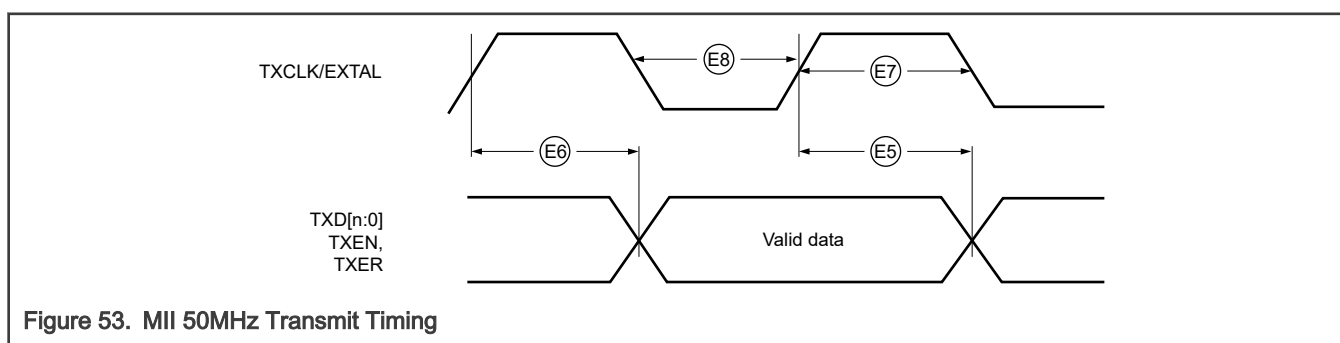 TXCLK/EXTAL
E8
E7
E6
E5
TXD[n:0]
TXEN,
TXER
Valid data
Figure 53. MII 50MHz Transmit Timing